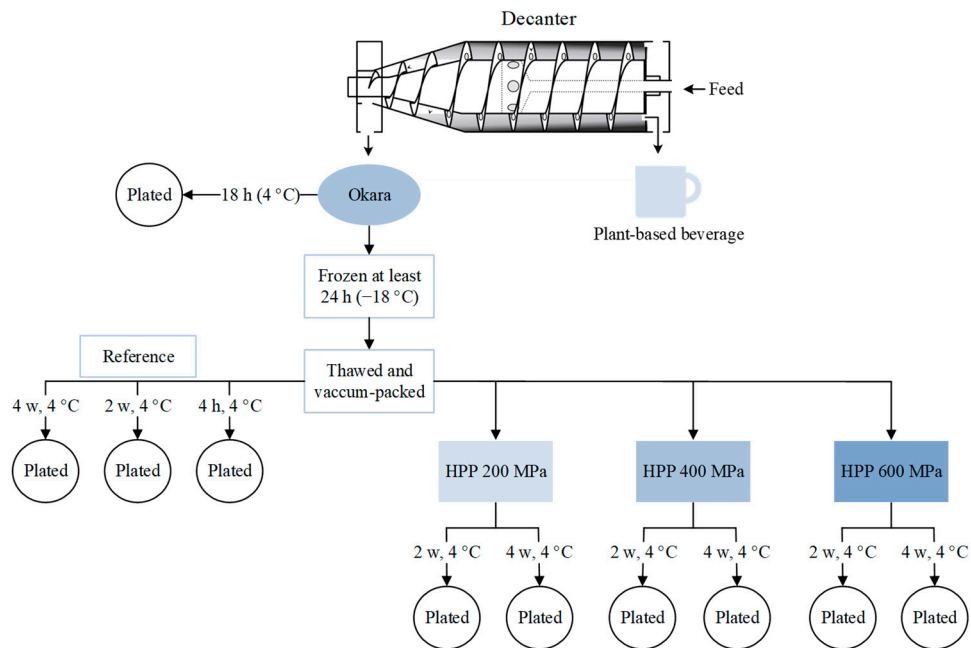 Decanter
Feed
Plated
18 h (4 °C)
Okara
Plant-based beverage
Frozen at least
24 h (−18 °C)
Reference
Thawed and
vaccum-packed
4 w, 4 °C
2 w, 4 °C
4 h, 4 °C
Plated
Plated
Plated
HPP 200 MPa
HPP 400 MPa
HPP 600 MPa
2 w, 4 °C
4 w, 4 °C
2 w, 4 °C
4 w, 4 °C
2 w, 4 °C
4 w, 4 °C
Plated
Plated
Plated
Plated
Plated
Plated